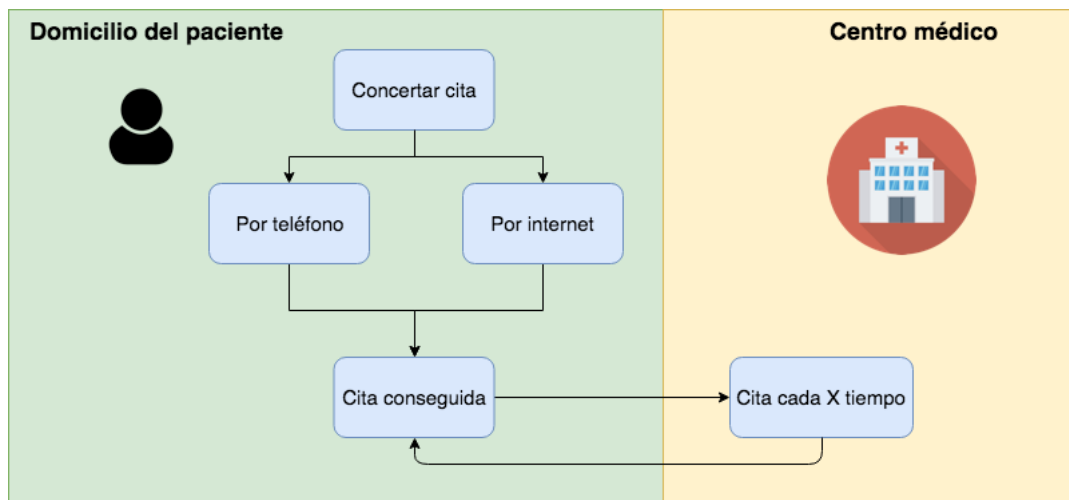 Domicilio del paciente
Centro médico
Concertar cita
Por teléfono
Por internet
Cita conseguida
Cita cada X tiempo